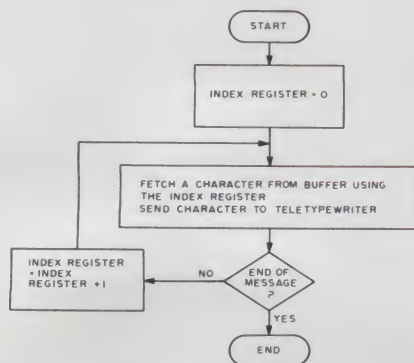 START
INDEX REGISTER = 0
FETCH A CHARACTER FROM BUFFER USING
THE INDEX REGISTER
SEND CHARACTER TO TELETYPEWRITER
END OF
MESSAGE
?
NO
INDEX REGISTER
= INDEX
REGISTER +1
YES
END